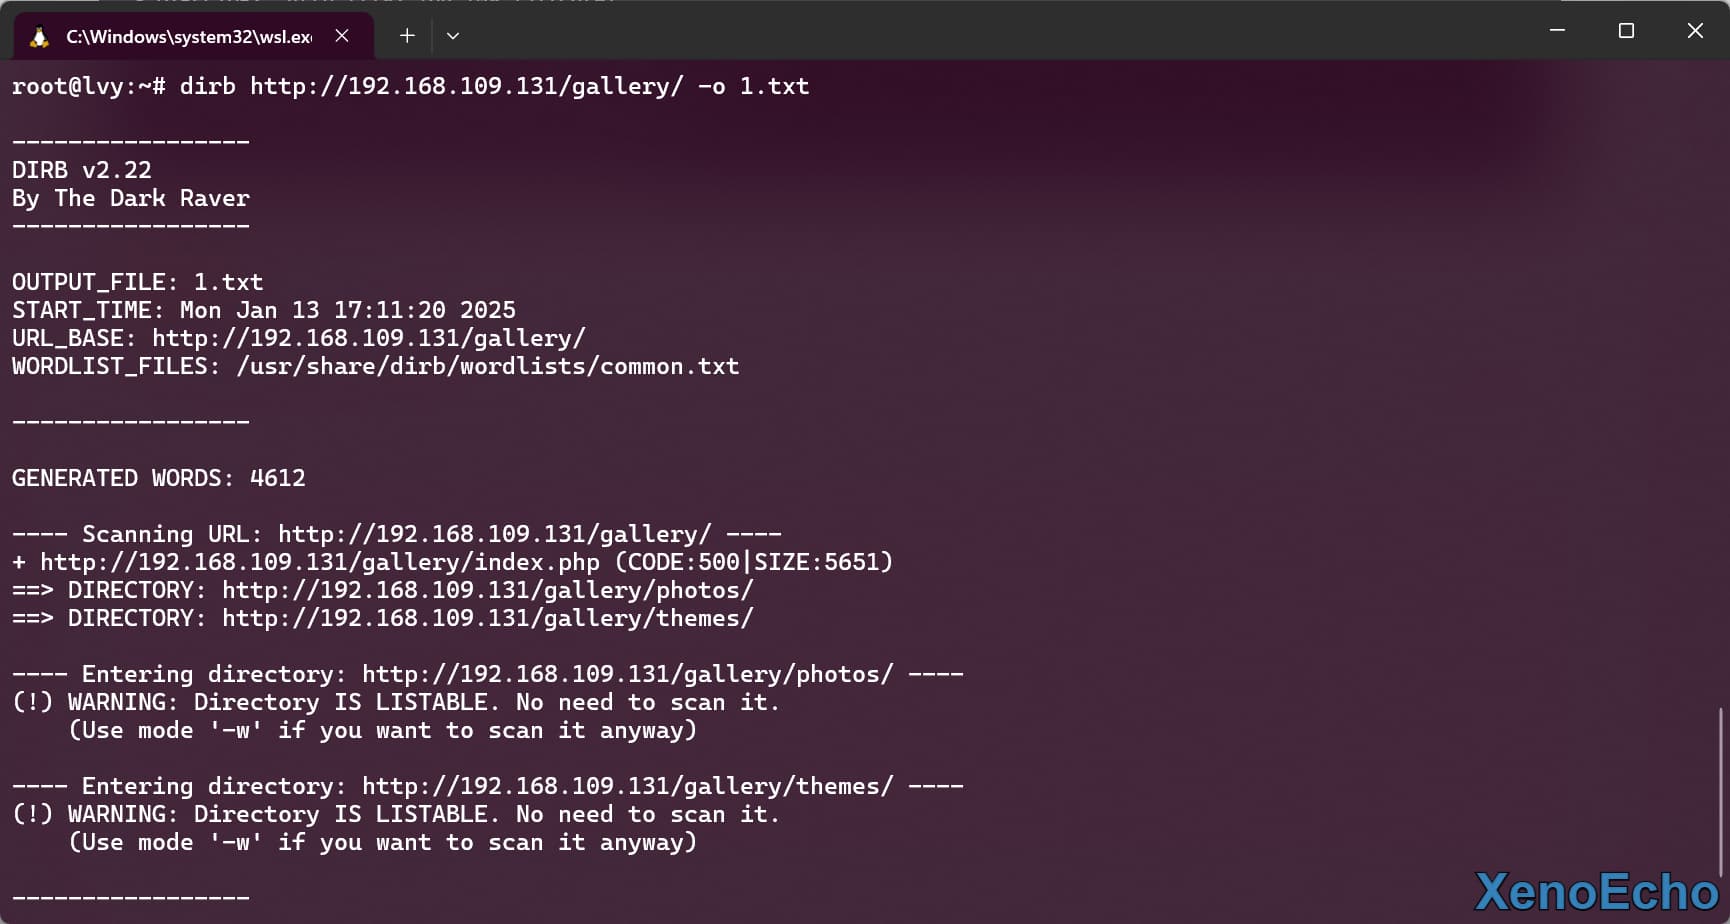 C:\Windows\system32\wsl.ex
root@lvy:~# dirb http://192.168.109.131/gallery/ -o 1.txt
-----------------
DIRB v2.22
By The Dark Raver
-----------------
OUTPUT_FILE: 1.txt
START_TIME: Mon Jan 13 17:11:20 2025
URL_BASE: http://192.168.109.131/gallery/
WORDLIST_FILES: /usr/share/dirb/wordlists/common.txt
-----------------
GENERATED WORDS: 4612
---- Scanning URL: http://192.168.109.131/gallery/ ----
+ http://192.168.109.131/gallery/index.php (CODE:500|SIZE:5651)
==> DIRECTORY: http://192.168.109.131/gallery/photos/
==> DIRECTORY: http://192.168.109.131/gallery/themes/
---- Entering directory: http://192.168.109.131/gallery/photos/ ----
(!) WARNING: Directory IS LISTABLE. No need to scan it.
(Use mode '-w' if you want to scan it anyway)
---- Entering directory: http://192.168.109.131/gallery/themes/ ----
(!) WARNING: Directory IS LISTABLE. No need to scan it.
(Use mode '-w' if you want to scan it anyway)
-----------------
XenoEcho